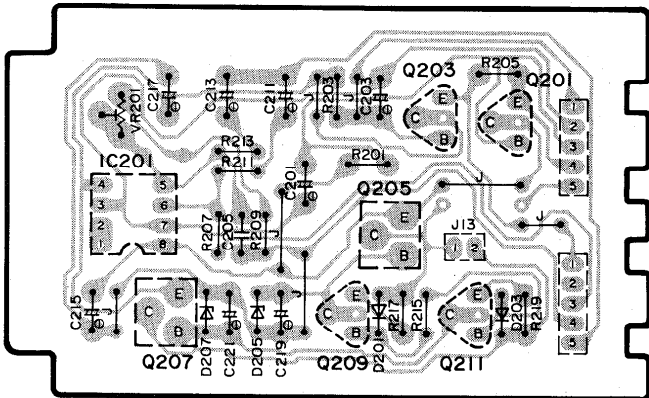 C217
VR201
C213
C211
J
R203
J
C203
Q203
E
C
B
R205
Q201
E
C
B
1
2
3
4
5
R213
R211
IC201
4
3
2
1
5
6
7
8
C201
R201
Q205
E
C
B
J
J
R207
C205
R209
J
J13
1 2
1
2
3
4
5
C215
J
E
C
B
Q207
D207
C221
D205
C219
J
E
C
B
Q209
D201
R217
R215
E
C
B
Q211
D203
R219